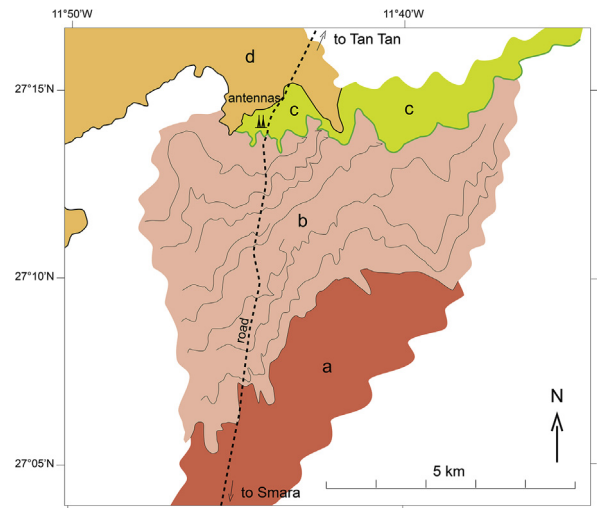 11°50'W
11°40'W
to Tan Tan
d
27°15'N
antennas
c
c
b
27°10'N
road
a
N
27°05'N
5 km
to Smara